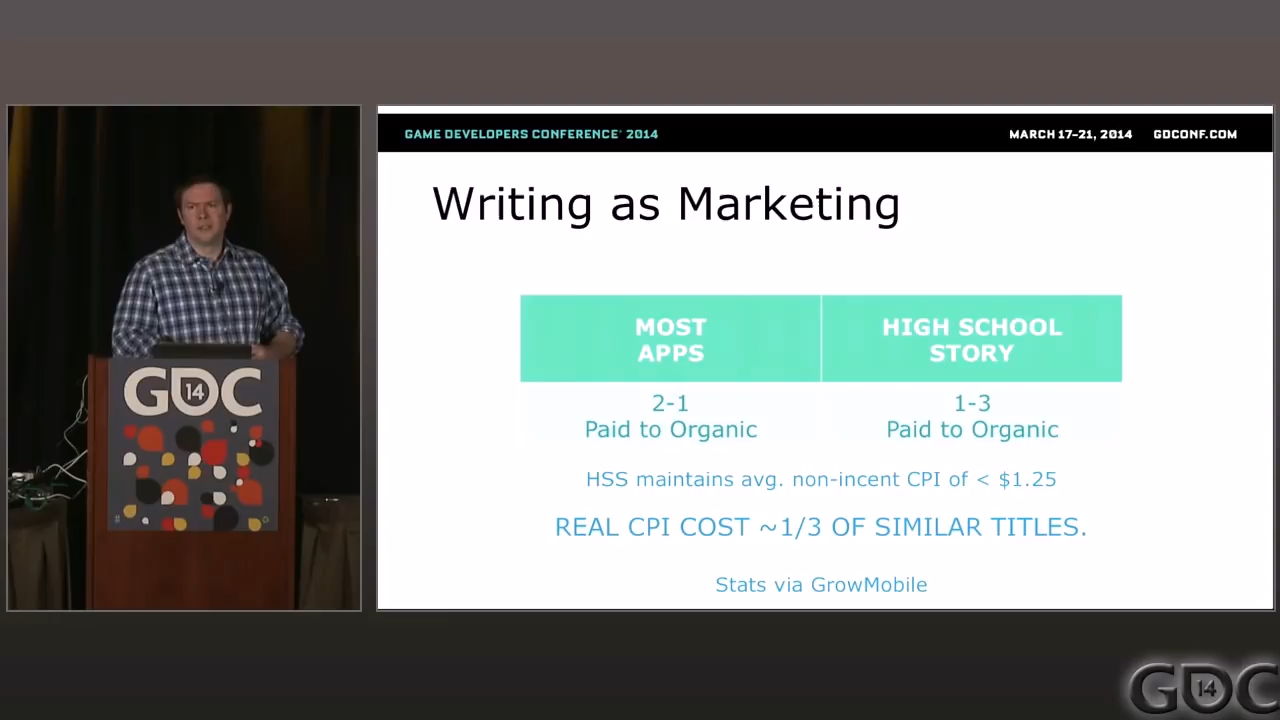 GAME DEVELOPERS CONFERENCE® 2014
MARCH 17-21, 2014 GDCONF.COM
Writing as Marketing
MOST
APPS
HIGH SCHOOL
STORY
2-1
Paid to Organic
1-3
Paid to Organic
HSS maintains avg. non-incent CPI of < $1.25
REAL CPI COST ~1/3 OF SIMILAR TITLES.
Stats via GrowMobile
GDC
14
GDC
14